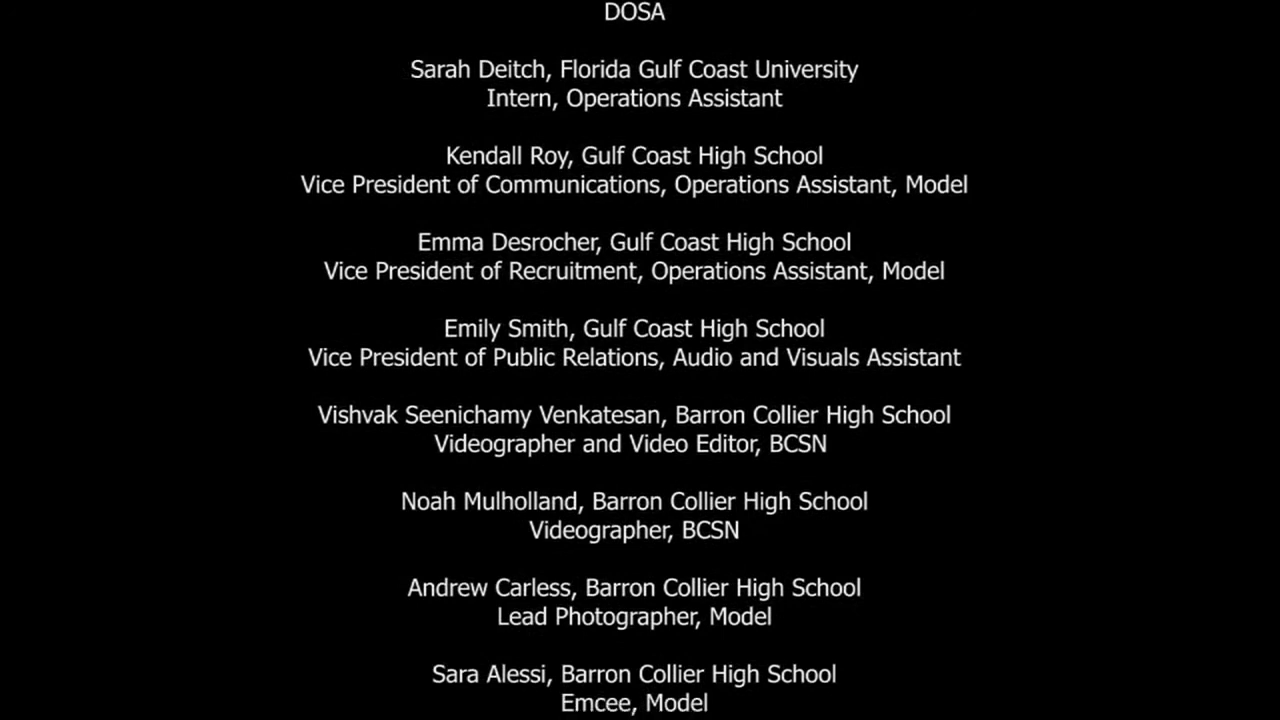 DOSA
Sarah Deitch, Florida Gulf Coast University
Intern, Operations Assistant
Kendall Roy, Gulf Coast High School
Vice President of Communications, Operations Assistant, Model
Emma Desrocher, Gulf Coast High School
Vice President of Recruitment, Operations Assistant, Model
Emily Smith, Gulf Coast High School
Vice President of Public Relations, Audio and Visuals Assistant
Vishvak Seenichamy Venkatesan, Barron Collier High School
Videographer and Video Editor, BCSN
Noah Mulholland, Barron Collier High School
Videographer, BCSN
Andrew Carless, Barron Collier High School
Lead Photographer, Model
Sara Alessi, Barron Collier High School
Emcee, Model